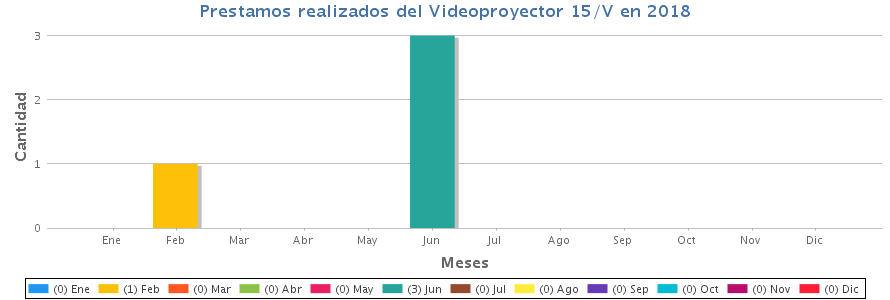 Prestamos realizados del Videoproyector 15/V en 2018
Cantidad
3
2
1
0
Ene Feb Mar Abr May Jun Jul Ago Sep Oct Nov Dic
Meses
(0) Ene (1) Feb (0) Mar (0) Abr (0) May (3) Jun (0) Jul (0) Ago (0) Sep (0) Oct (0) Nov (0) Dic